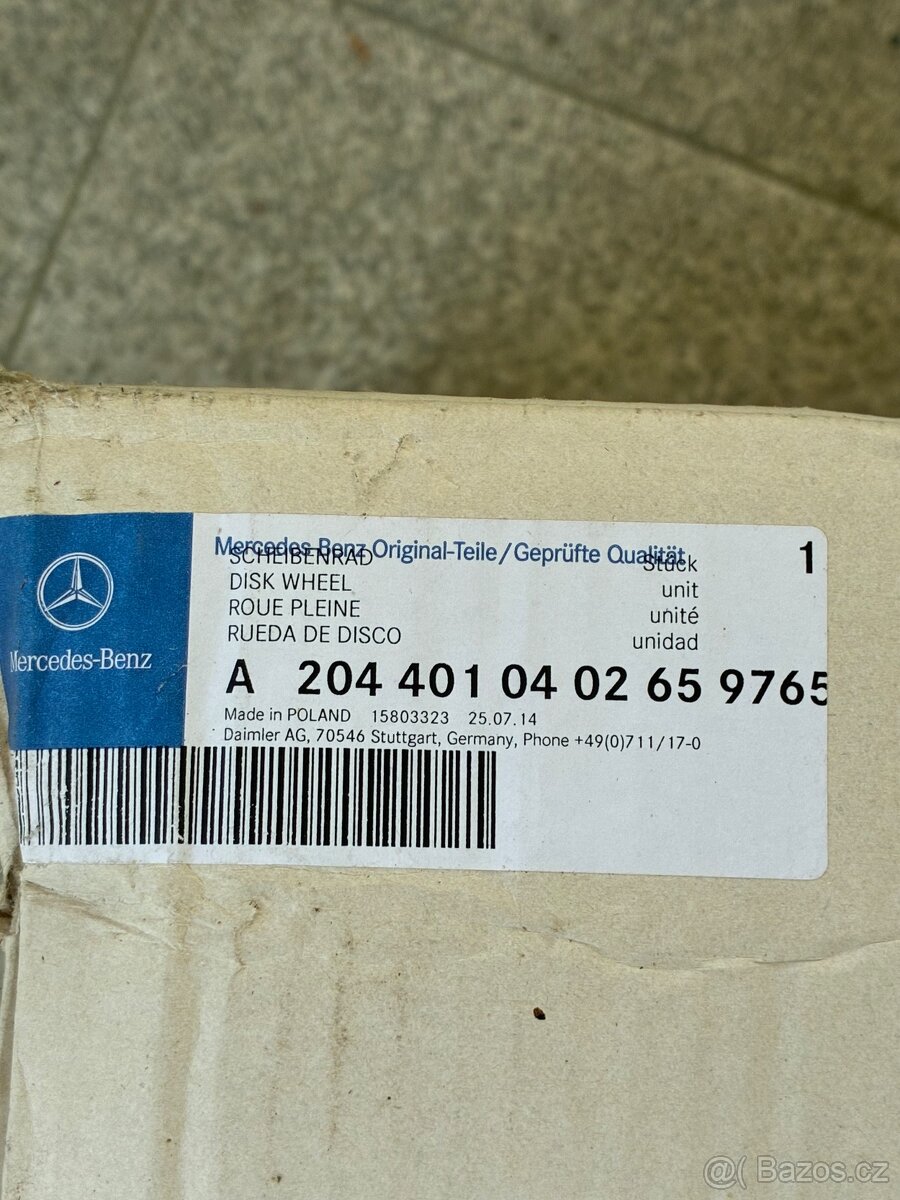 Mercedes-Benz Original-Teile/Geprüfte Qualität
SCHEIBENRAD Stück 1
DISK WHEEL unit
ROUE PLEINE unité
RUEDA DE DISCO unidad
Mercedes-Benz
A 204 401 04 02 65 9765
Made in POLAND 15803323 25.07.14
Daimler AG, 70546 Stuttgart, Germany, Phone +49(0)711/17-0
@( Bazos.cz